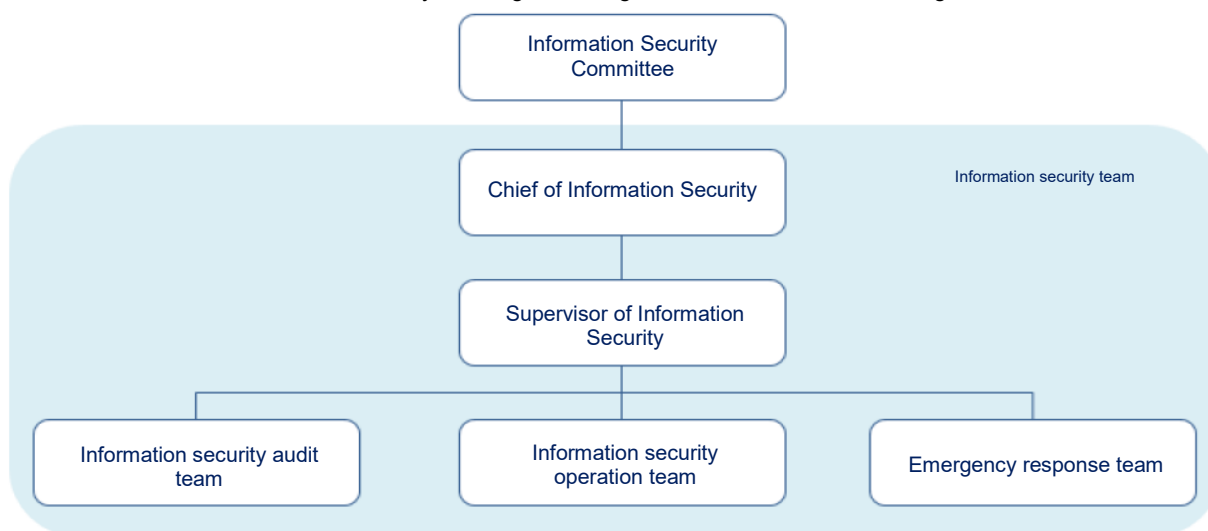 Information Security
Committee
Chief of Information Security
Information security team
Supervisor of Information
Security
Information security audit
team
Information security
operation team
Emergency response team